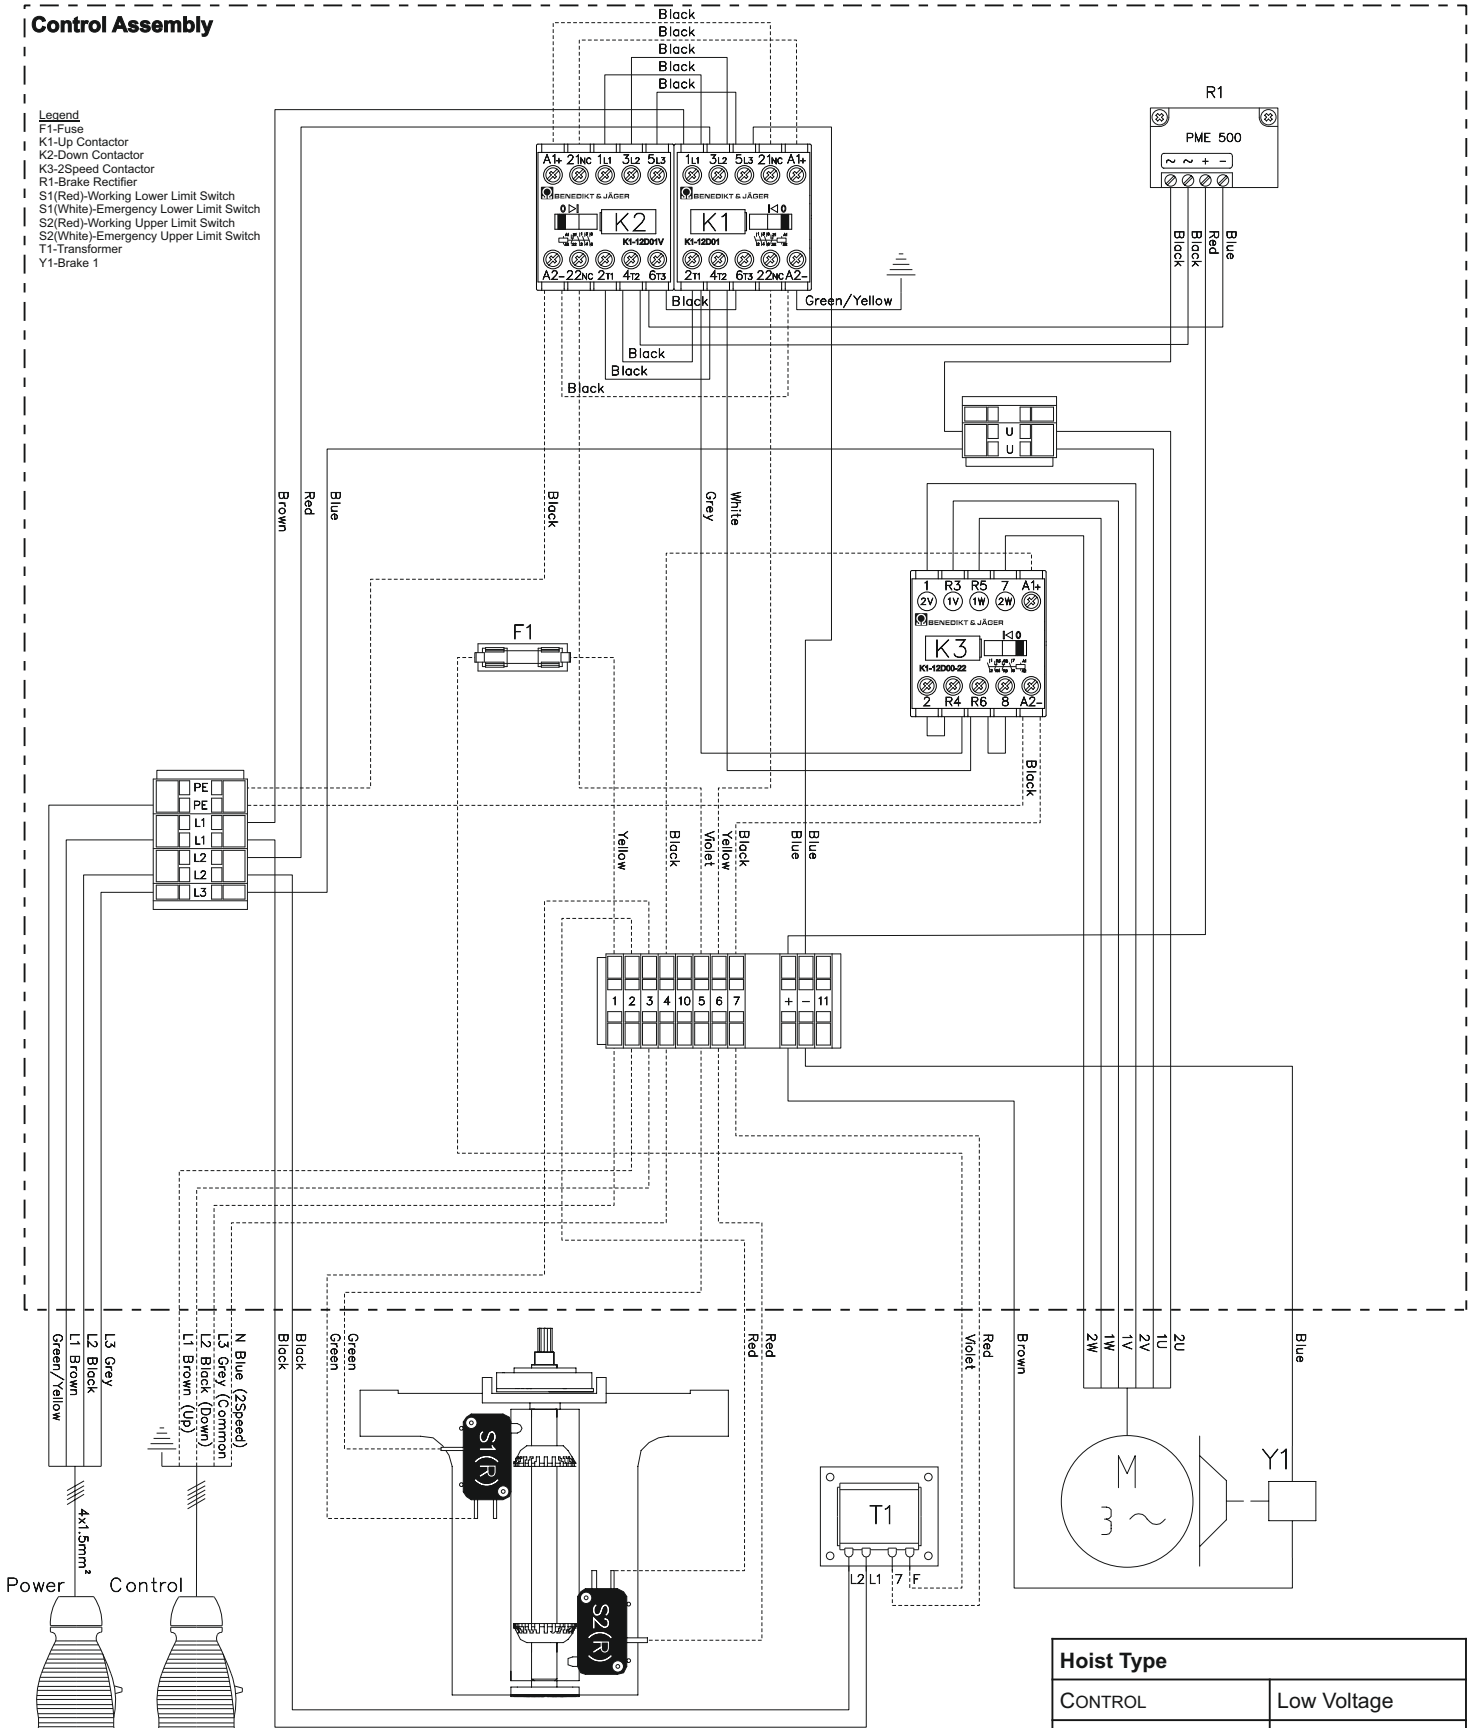 Control Assembly
Legend
F1-Fuse
K1-Up Contactor
K2-Down Contactor
K3-2Speed Contactor
R1-Brake Rectifier
S1(Red)-Working Lower Limit Switch
S1(White)-Emergency Lower Limit Switch
S2(Red)-Working Upper Limit Switch
S2(White)-Emergency Upper Limit Switch
T1-Transformer
Y1-Brake 1
Black
Black
Black
Black
Black
R1
PME 500
~ ~ + -
Black
Black
Red
Blue
A1+ 21NC 1L1 3L2 5L3
BENEDIKT & JÄGER
K2
K1-12D01V
A2- 22NC 2T1 4T2 6T3
1L1 3L2 5L3 21NC A1+
BENEDIKT & JÄGER
K1
K1-12D01
2T1 4T2 6T3 22NC A2-
Black
Green/Yellow
Black
Black
Black
U
U
Brown
Red
Blue
Black
Grey
White
1 R3 R5 7 A1+
2V 1V 1W 2W
BENEDIKT & JÄGER
K3
K1-12D00-22
2 R4 R6 8 A2-
Black
F1
PE
PE
L1
L1
L2
L2
L3
Yellow
Black
Violet
Yellow
Black
Blue
Blue
1 2 3 4 10 5 6 7 + - 11
Green/Yellow
L1 Brown
L2 Black
L3 Grey
L1 Brown (Up)
L2 Black (Down)
L3 Grey (Common
N Blue (2Speed)
Black
Black
Green
Green
Red
Red
Violet
Red
Brown
2W
1W
1V
2V
1U
2U
Blue
S1(R)
S2(R)
T1
L2 L1 7 F
M
3 ~
Y1
4x1.5mm²
Power
Control
Hoist Type
CONTROL Low Voltage